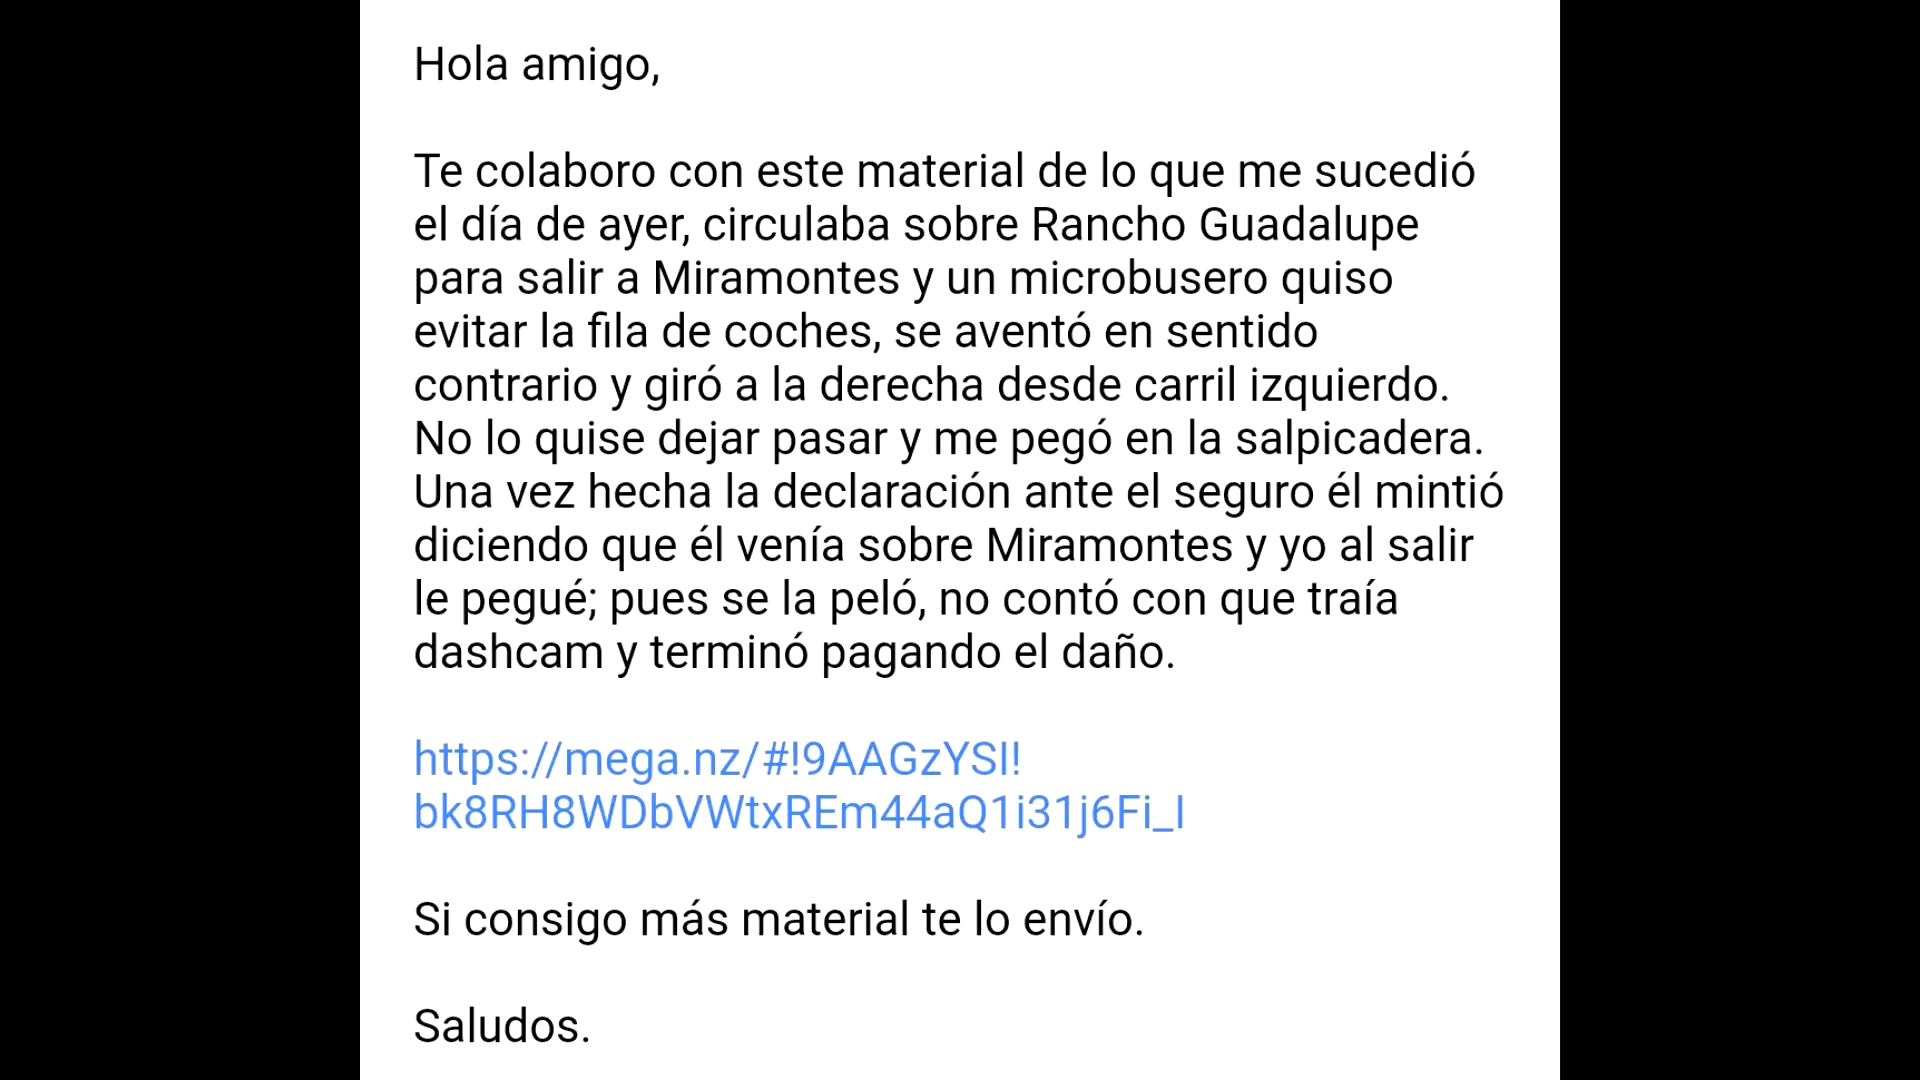 Hola amigo,
Te colaboro con este material de lo que me sucedió
el día de ayer, circulaba sobre Rancho Guadalupe
para salir a Miramontes y un microbusero quiso
evitar la fila de coches, se aventó en sentido
contrario y giró a la derecha desde carril izquierdo.
No lo quise dejar pasar y me pegó en la salpicadera.
Una vez hecha la declaración ante el seguro él mintió
diciendo que él venía sobre Miramontes y yo al salir
le pegué; pues se la peló, no contó con que traía
dashcam y terminó pagando el daño.
https://mega.nz/#!9AAGzYSI!
bk8RH8WDbVWtxREm44aQ1i31j6Fi_I
Si consigo más material te lo envío.
Saludos.